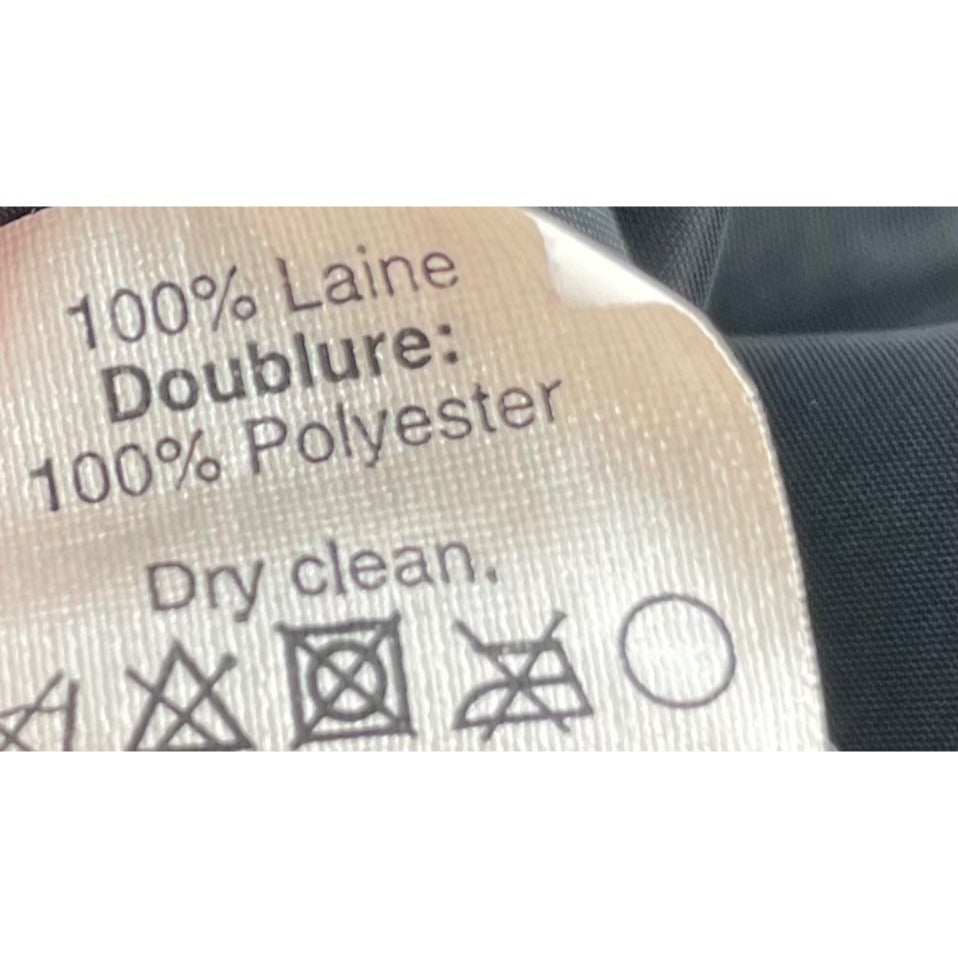 100% Laine
Doublure:
100% Polyester
Dry clean.